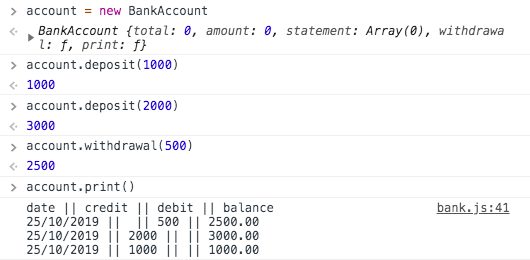 account = new BankAccount
BankAccount {total: 0, amount: 0, statement: Array(0), withdrawa
l: ƒ, print: ƒ}
account.deposit(1000)
1000
account.deposit(2000)
3000
account.withdrawal(500)
2500
account.print()
date || credit || debit || balance bank.js:41
25/10/2019 ||  || 500 || 2500.00
25/10/2019 || 2000 || || 3000.00
25/10/2019 || 1000 || || 1000.00